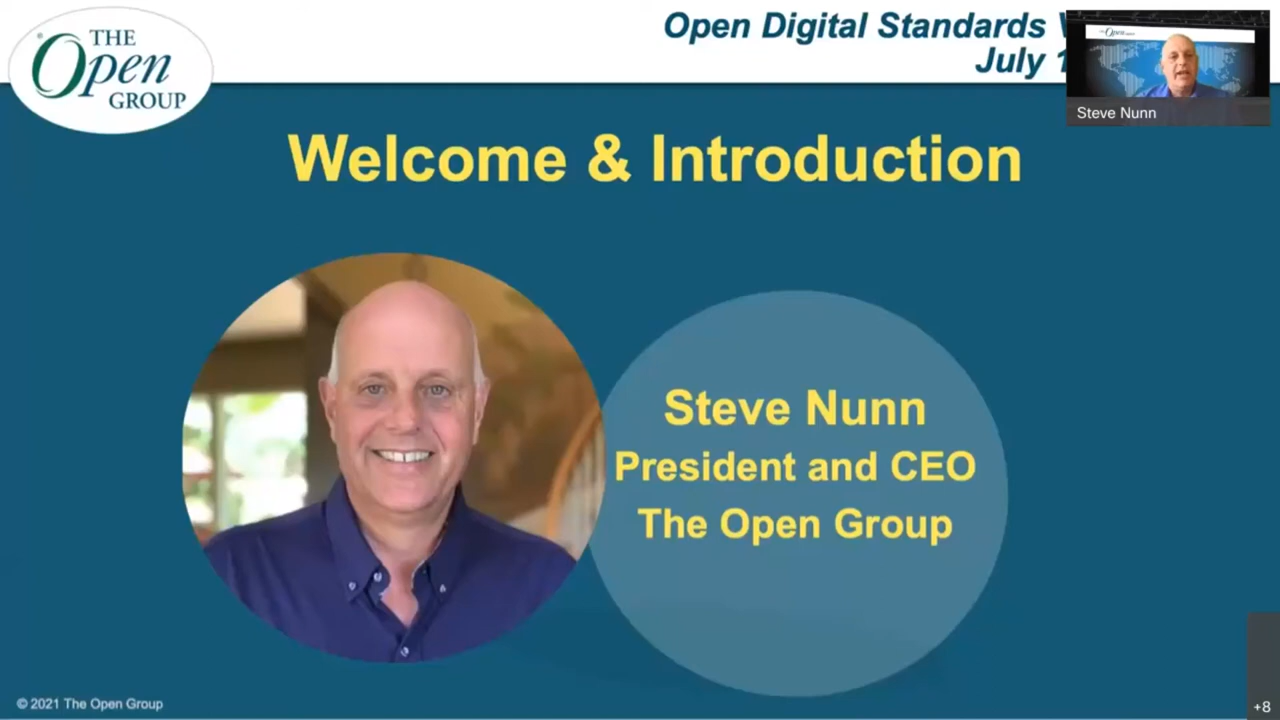 THE
Open
GROUP
Open Digital Standards
July
Steve Nunn
Welcome & Introduction
Steve Nunn
President and CEO
The Open Group
© 2021 The Open Group
+8